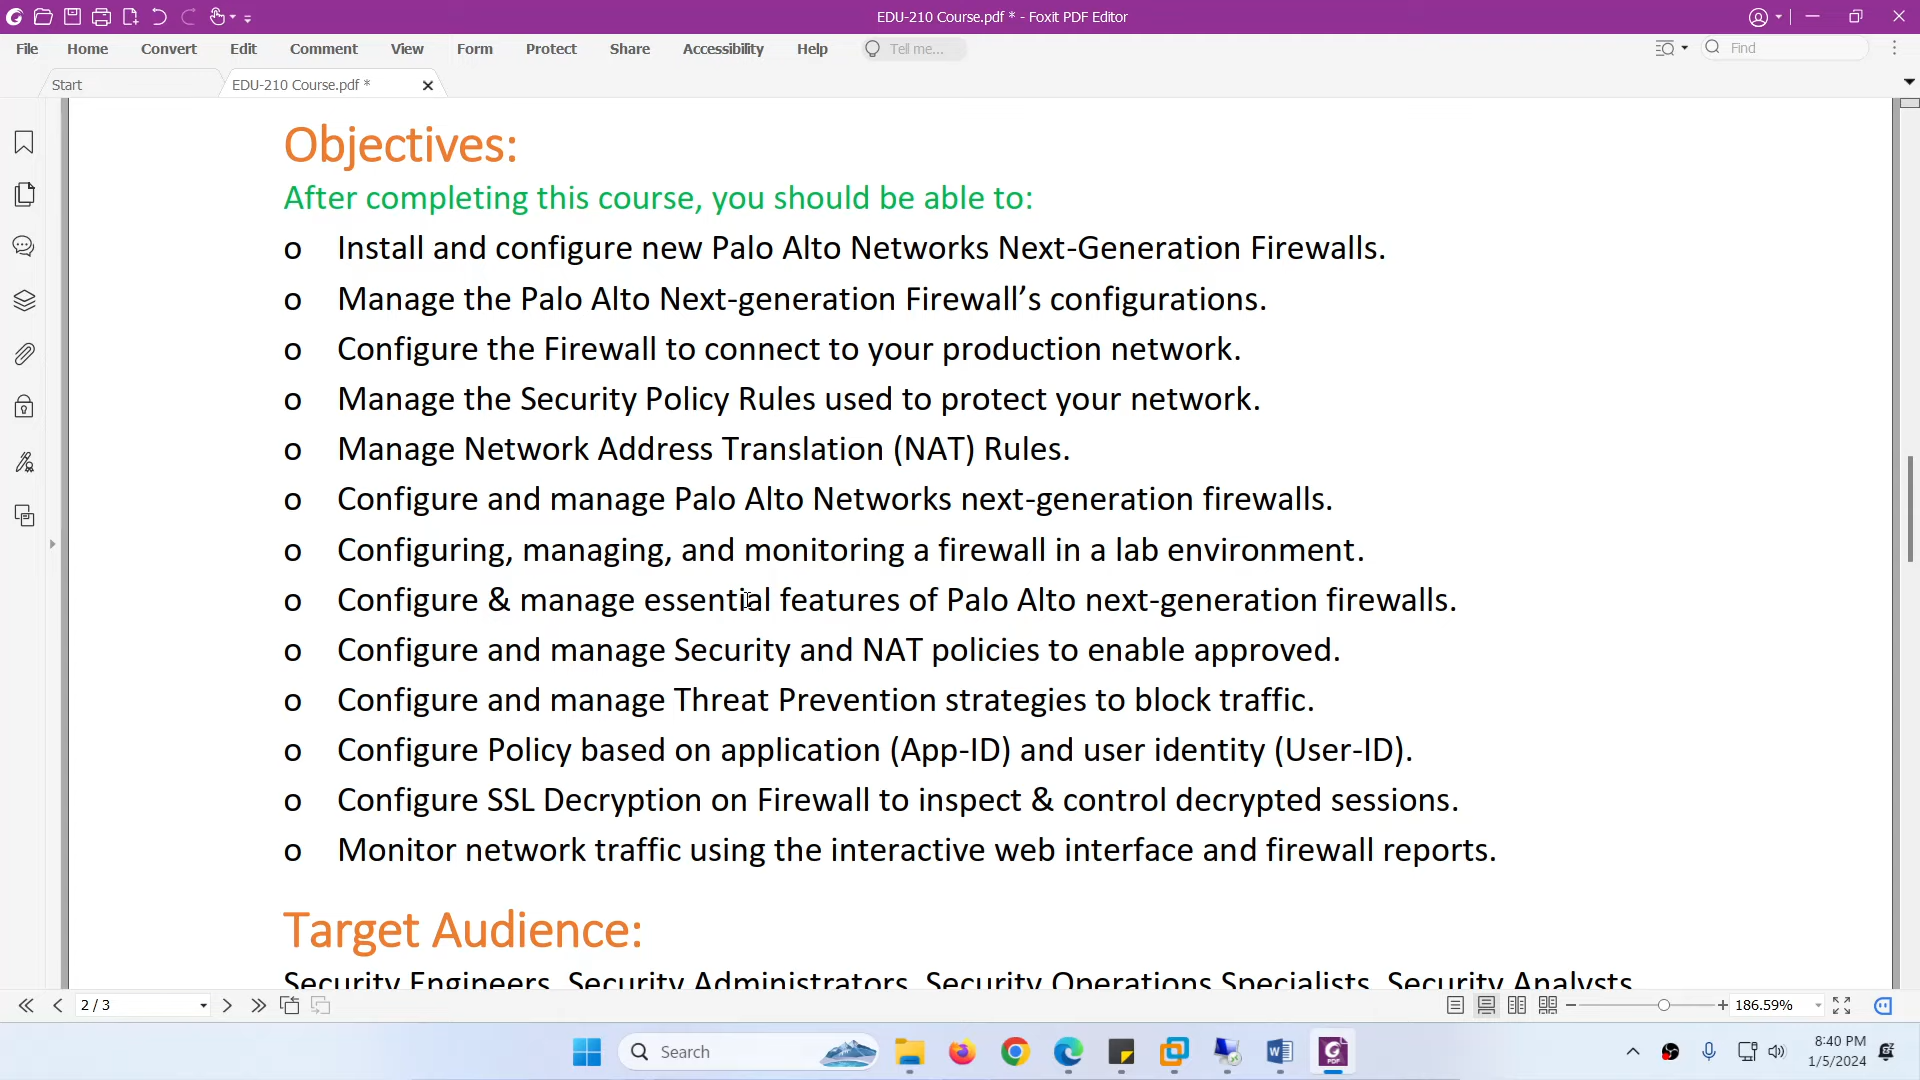 EDU-210 Course.pdf * - Foxit PDF Editor
File Home Convert Edit Comment View Form Protect Share Accessibility Help Tell me... Find
Start EDU-210 Course.pdf *
Objectives:
After completing this course, you should be able to:
o Install and configure new Palo Alto Networks Next-Generation Firewalls.
o Manage the Palo Alto Next-generation Firewall’s configurations.
o Configure the Firewall to connect to your production network.
o Manage the Security Policy Rules used to protect your network.
o Manage Network Address Translation (NAT) Rules.
o Configure and manage Palo Alto Networks next-generation firewalls.
o Configuring, managing, and monitoring a firewall in a lab environment.
o Configure & manage essential features of Palo Alto next-generation firewalls.
o Configure and manage Security and NAT policies to enable approved.
o Configure and manage Threat Prevention strategies to block traffic.
o Configure Policy based on application (App-ID) and user identity (User-ID).
o Configure SSL Decryption on Firewall to inspect & control decrypted sessions.
o Monitor network traffic using the interactive web interface and firewall reports.
Target Audience:
Security Engineers, Security Administrators, Security Operations Specialists, Security Analysts
2 / 3 186.59%
Search 8:40 PM
1/5/2024